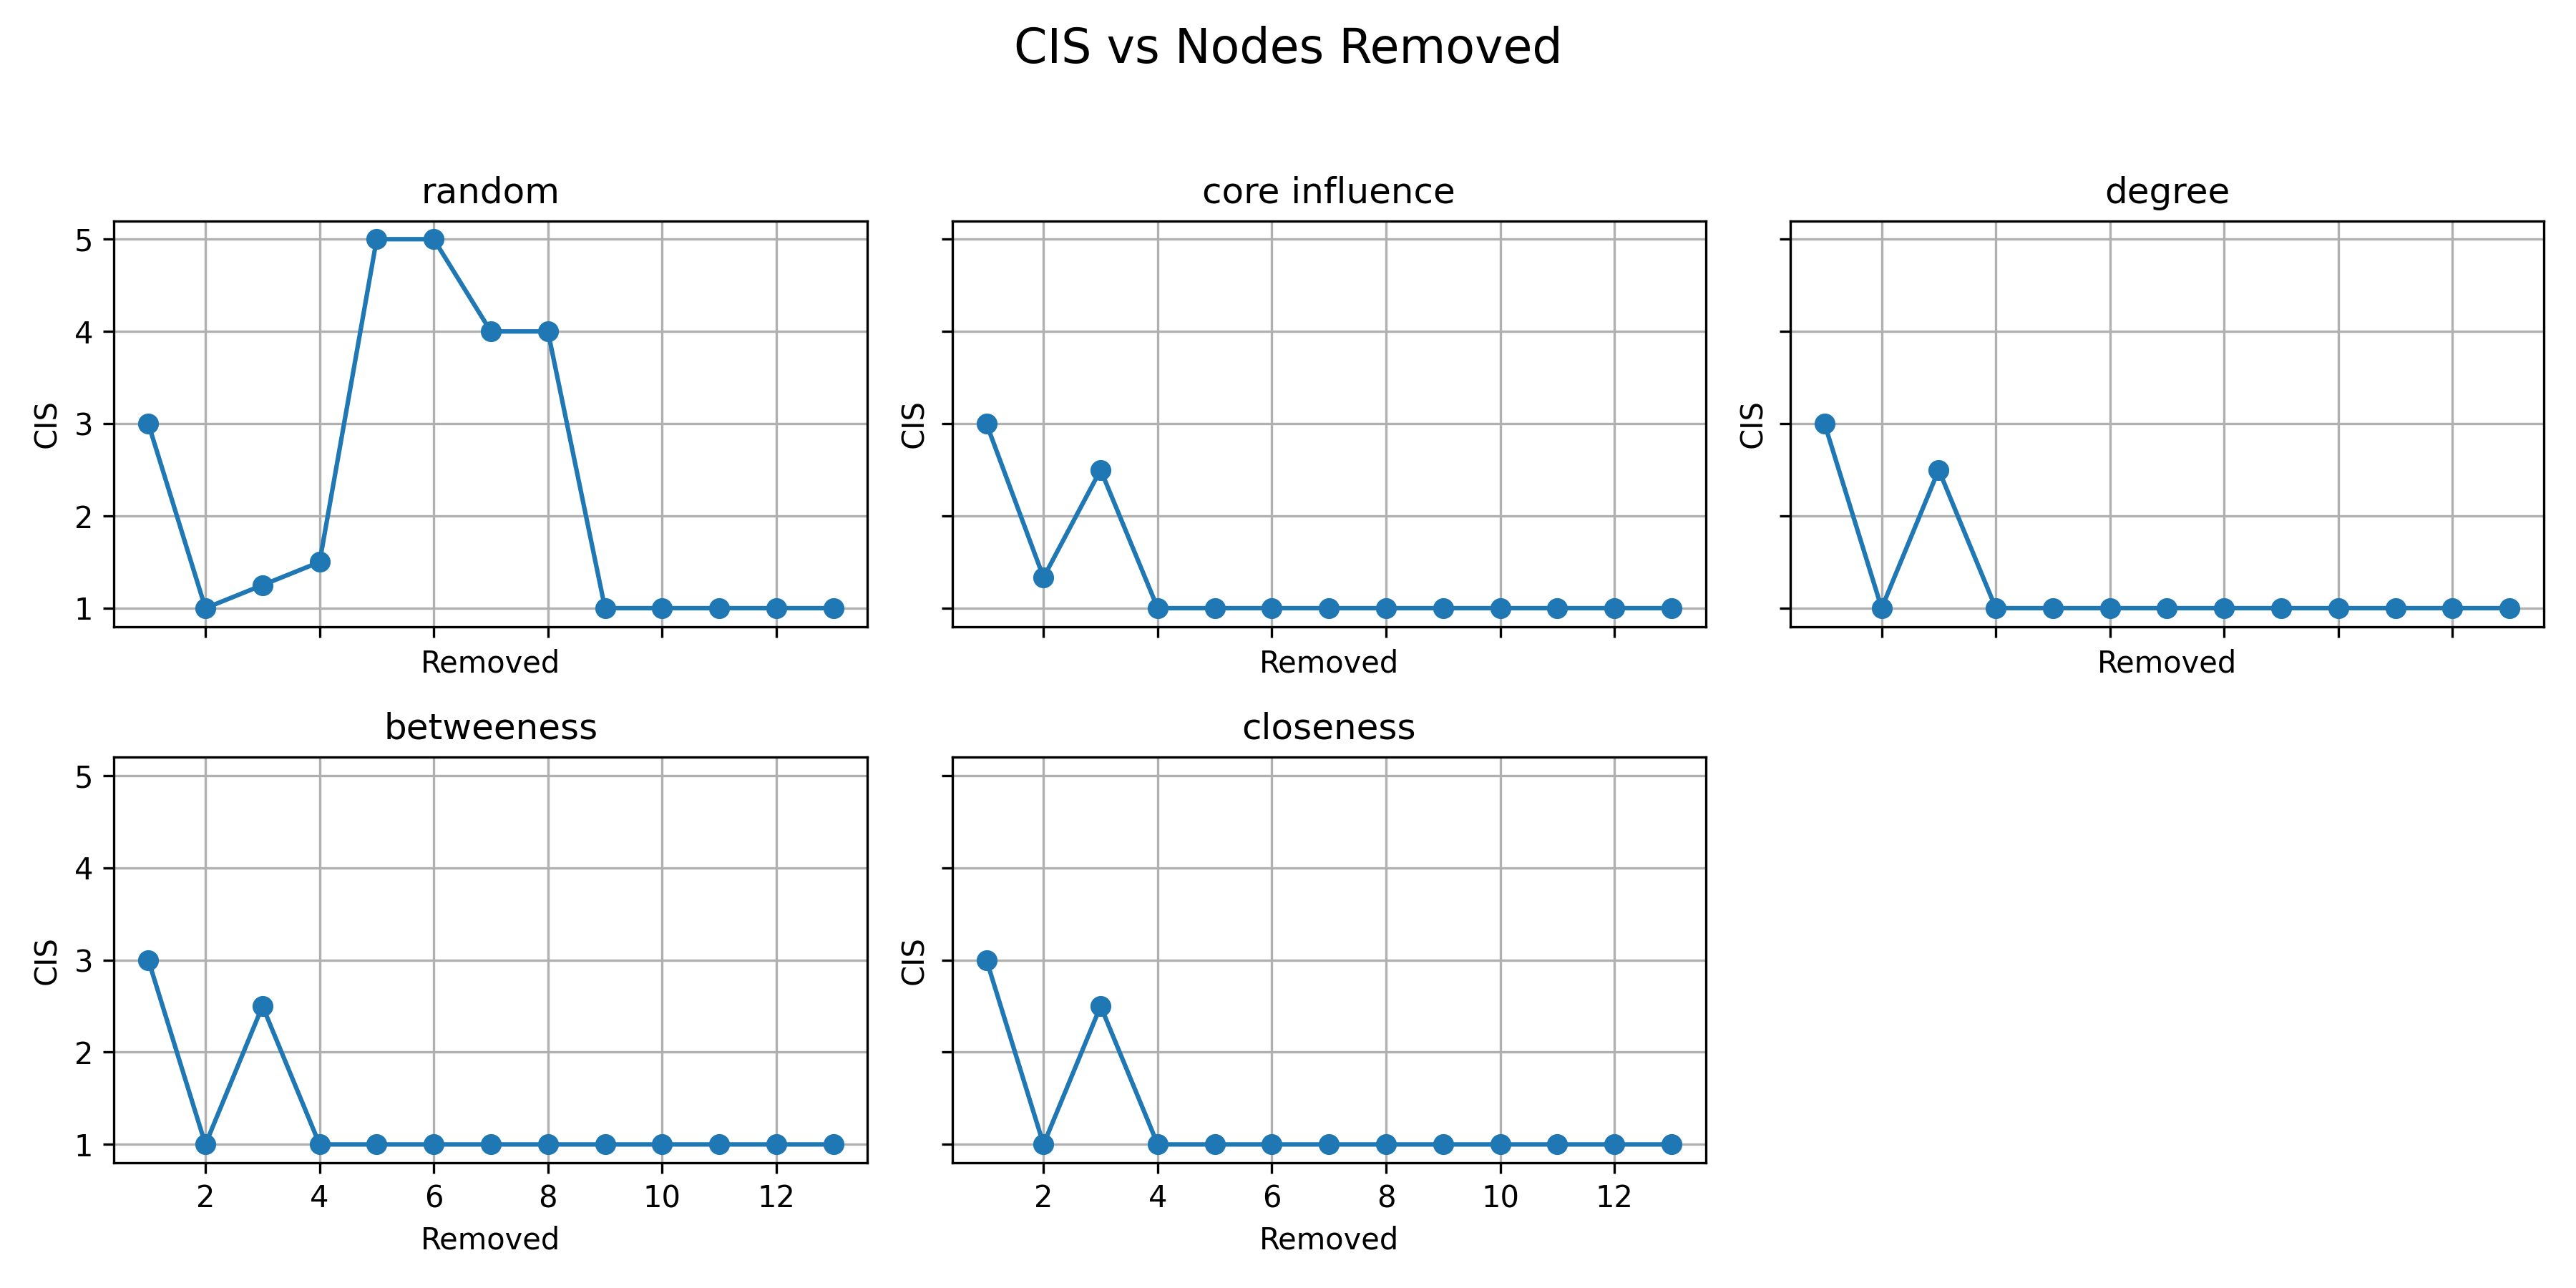 CIS vs Nodes Removed
random
core influence
degree
CIS
5
4
3
2
1
CIS
CIS
Removed
Removed
Removed
betweeness
closeness
CIS
5
4
3
2
1
CIS
2 4 6 8 10 12
2 4 6 8 10 12
Removed
Removed